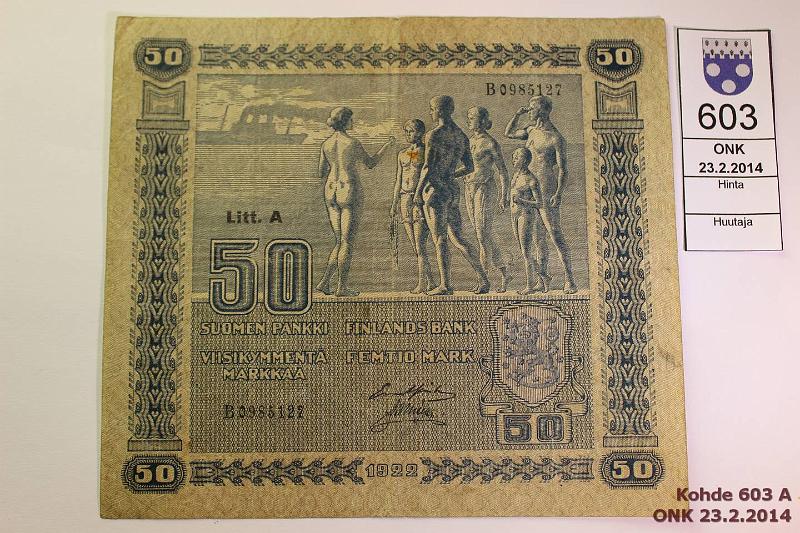 50
50
B0985127
Litt. A
50
SUOMEN PANKKI FINLANDS BANK
VIISIKYMMENTÄ FEMTIO MARK
MARKKAA
B0985127
50
50
1922
50
603
ONK
23.2.2014
Hinta
Huutaja
Kohde 603 A
ONK 23.2.2014